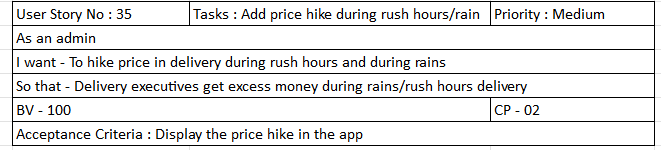 User Story No : 35 Tasks : Add price hike during rush hours/rain Priority : Medium
As an admin
I want - To hike price in delivery during rush hours and during rains
So that - Delivery executives get excess money during rains/rush hours delivery
BV - 100 CP - 02
Acceptance Criteria : Display the price hike in the app